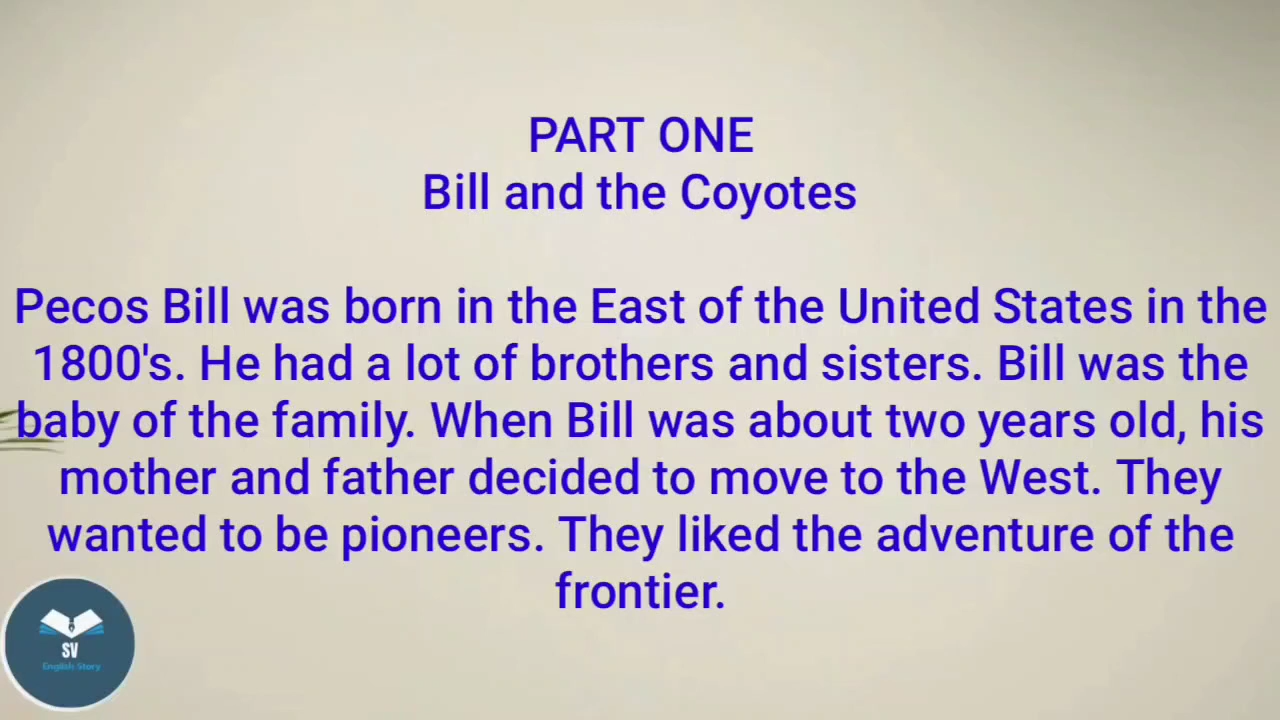 PART ONE
Bill and the Coyotes
Pecos Bill was born in the East of the United States in the
1800's. He had a lot of brothers and sisters. Bill was the
baby of the family. When Bill was about two years old, his
mother and father decided to move to the West. They
wanted to be pioneers. They liked the adventure of the
frontier.
SV
English Story